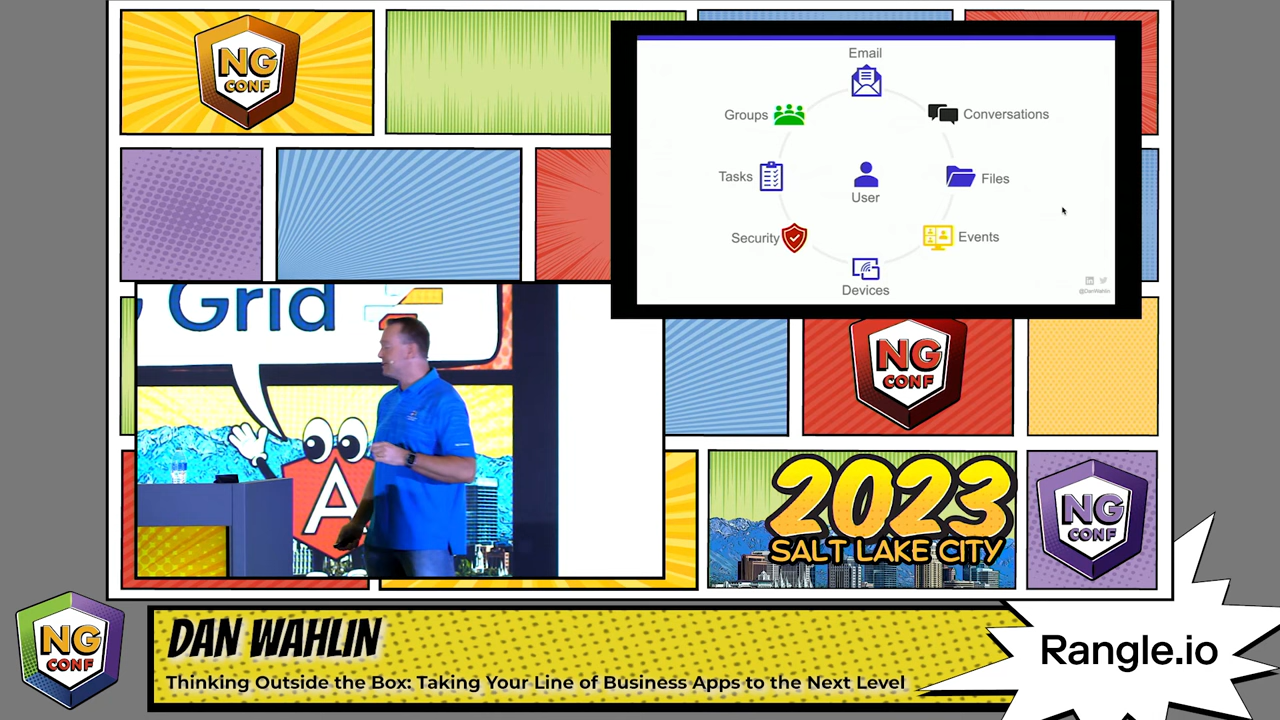 NG
CONF
Email
Groups
Conversations
Tasks
User
Files
Security
Events
Devices
@DanWahlin
Grid
A
NG
CONF
2023
SALT LAKE CITY
NG
CONF
NG
CONF
DAN WAHLIN
Thinking Outside the Box: Taking Your Line of Business Apps to the Next Level
Rangle.io